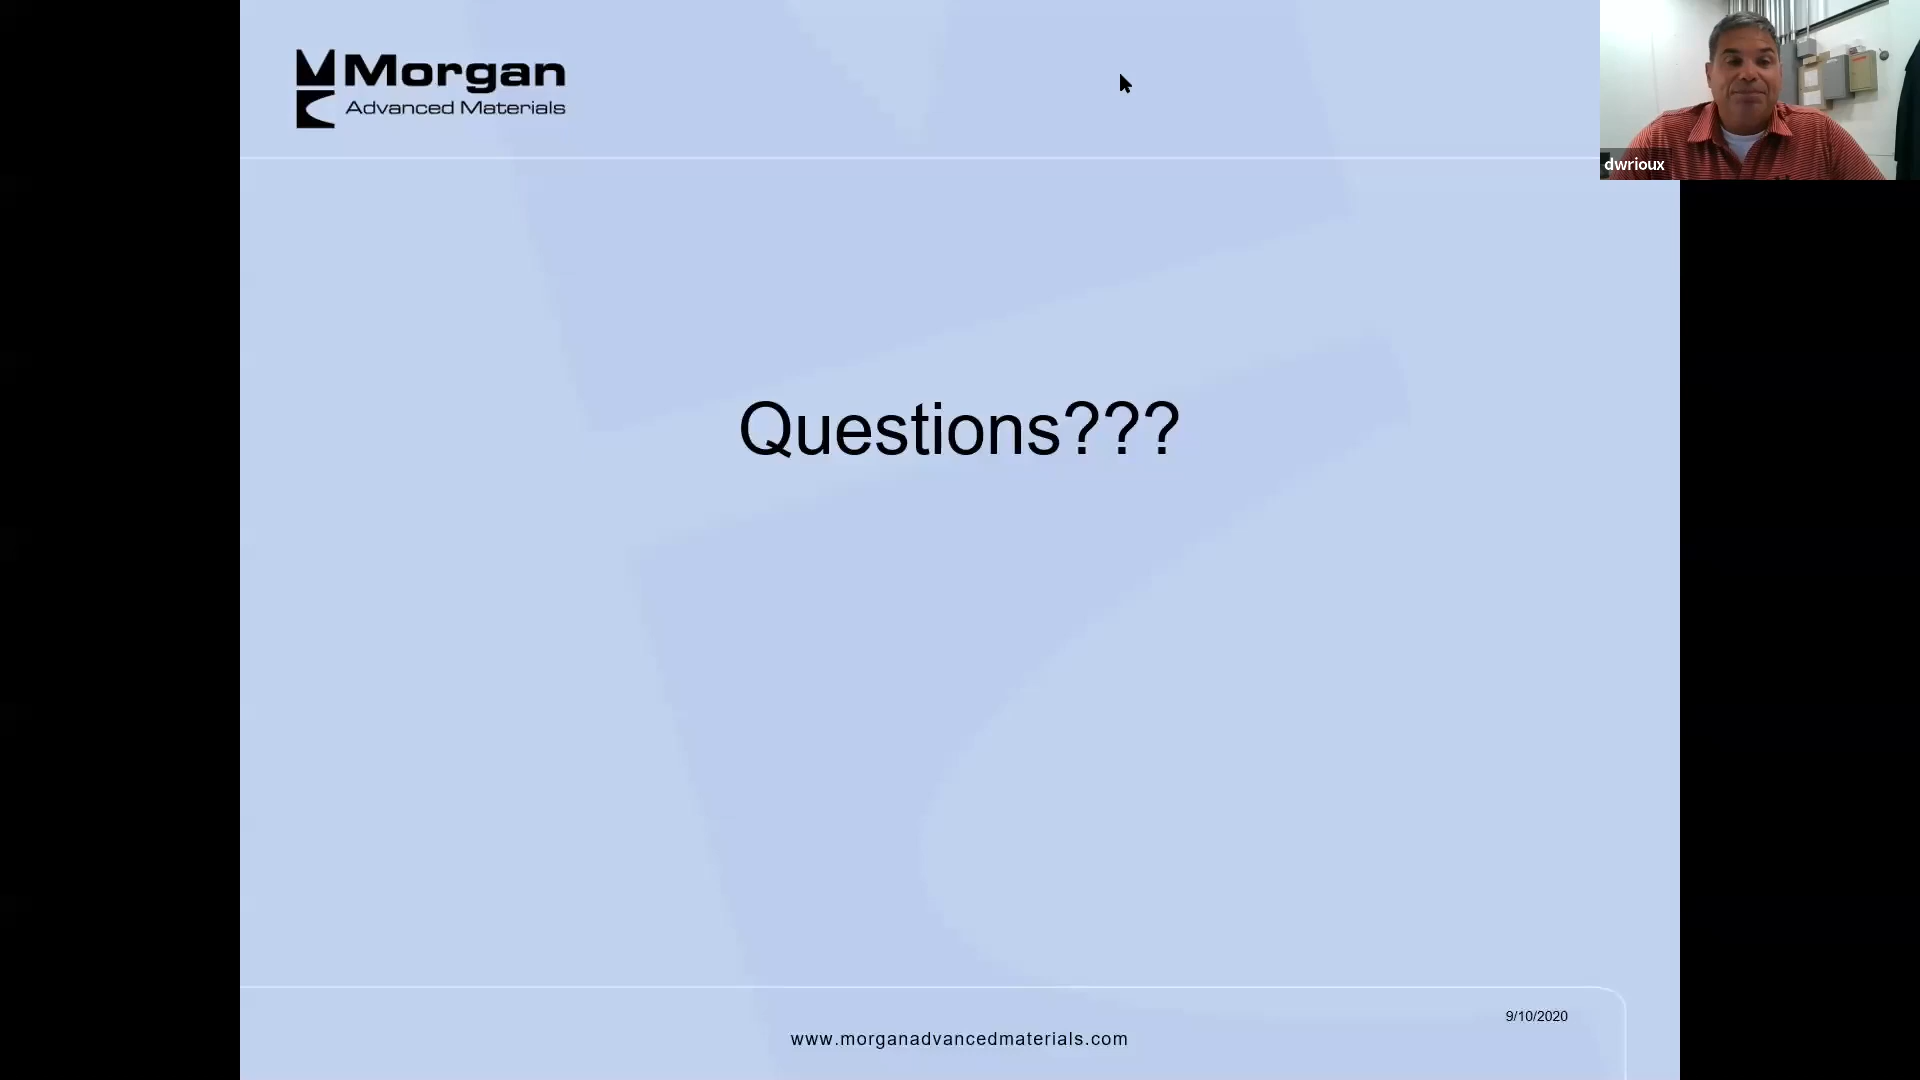 Morgan
Advanced Materials
dwrioux
Questions???
9/10/2020
www.morganadvancedmaterials.com